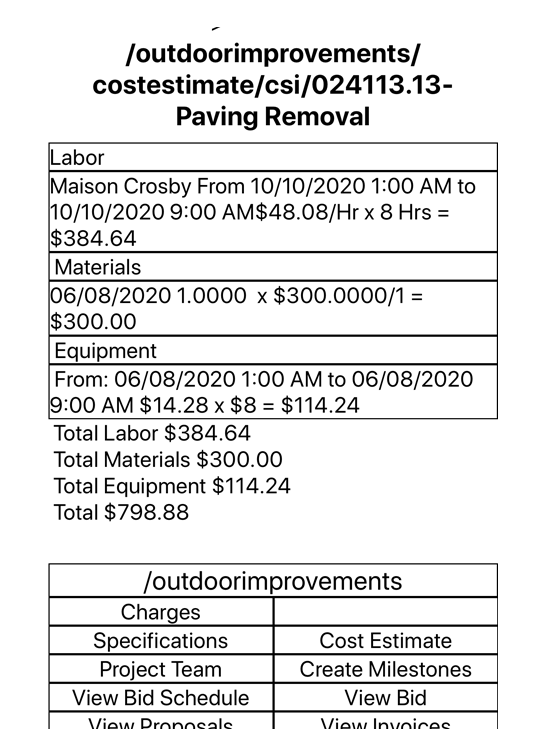 /outdoorimprovements/
costestimate/csi/024113.13-
Paving Removal
Labor
Maison Crosby From 10/10/2020 1:00 AM to
10/10/2020 9:00 AM$48.08/Hr x 8 Hrs =
$384.64
Materials
06/08/2020 1.0000  x $300.0000/1 =
$300.00
Equipment
From: 06/08/2020 1:00 AM to 06/08/2020
9:00 AM $14.28 x $8 = $114.24
Total Labor $384.64
Total Materials $300.00
Total Equipment $114.24
Total $798.88
/outdoorimprovements
Charges
Specifications Cost Estimate
Project Team Create Milestones
View Bid Schedule View Bid
View Proposals View Invoices